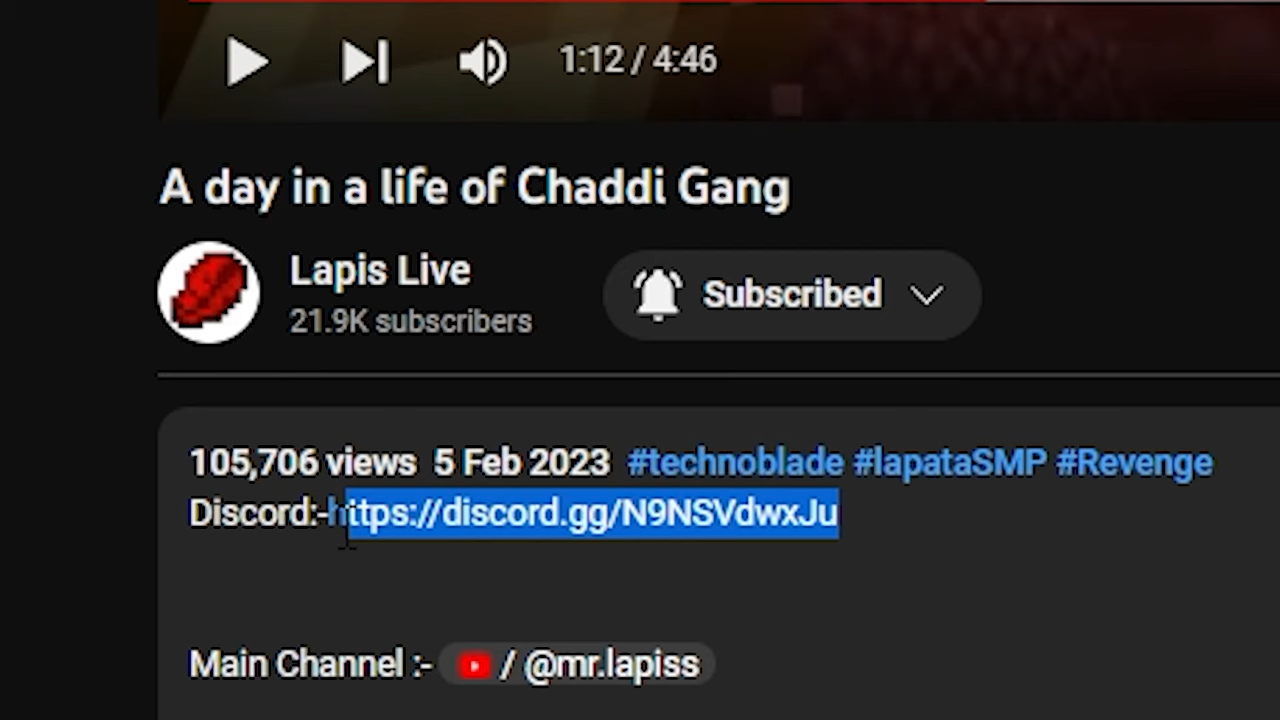 1:12 / 4:46
A day in a life of Chaddi Gang
Lapis Live
21.9K subscribers
Subscribed
105,706 views 5 Feb 2023 #technoblade #lapataSMP #Revenge
Discord:-https://discord.gg/N9NSVdwxJu
Main Channel :- / @mr.lapiss